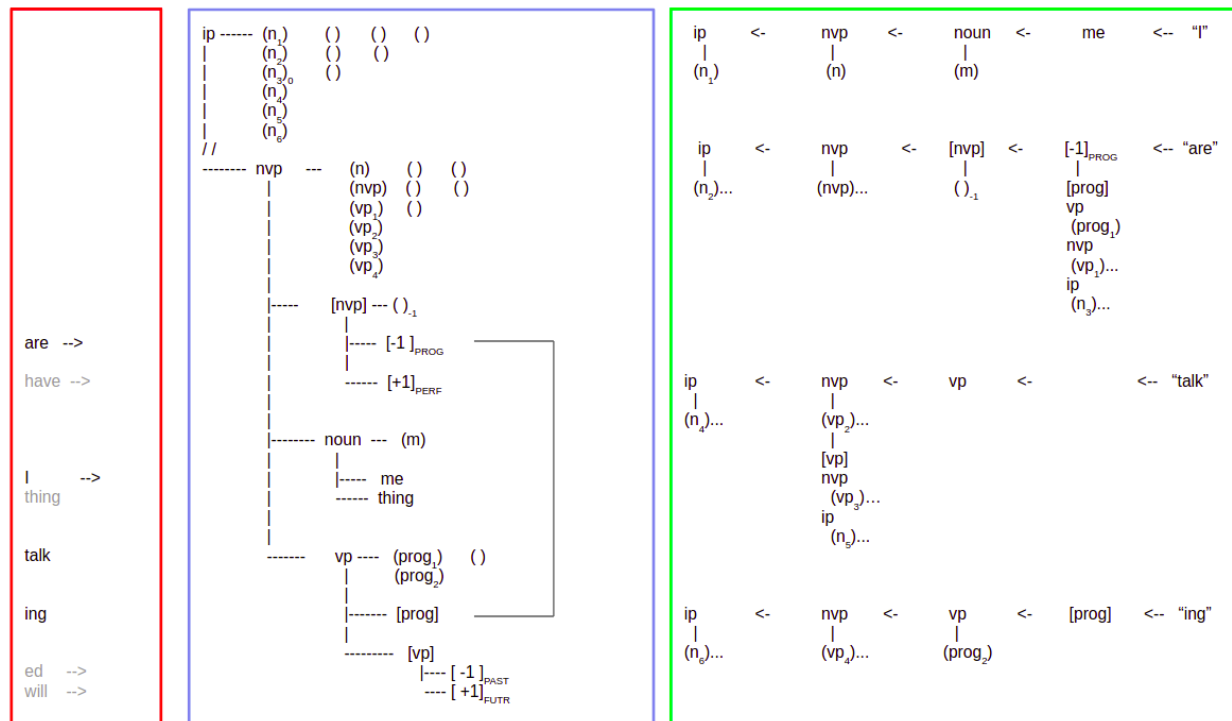 are -->
have -->
I -->
thing
talk
ing
ed -->
will -->
ip ------ (n1) ( ) ( ) ( )
| (n2) ( ) ( )
| (n3)0 ( )
| (n4)
| (n5)
| (n6)
/ /
-------- nvp --- (n) ( ) ( )
| (nvp) ( ) ( )
| (vp1) ( )
| (vp2)
| (vp3)
| (vp4)
|
|----- [nvp] --- ( )-1
| |
| |----- [-1 ]PROG
| |
| ------ [+1]PERF
|
|-------- noun --- (m)
| |
| |----- me
| ------ thing
|
------- vp ---- (prog1) ( )
| (prog2)
|
|------- [prog]
|
--------- [vp]
|---- [ -1 ]PAST
---- [ +1]FUTR
ip <- nvp <- noun <- me <-- “I”
| | |
(n1) (n) (m)
ip <- nvp <- [nvp] <- [-1]PROG <-- “are”
| | | |
(n2)... (nvp)... ( )-1 [prog]
vp
(prog1)
nvp
(vp1)...
ip
(n3)...
ip <- nvp <- vp <- <-- “talk”
| |
(n4)... (vp2)...
|
[vp]
nvp
(vp3)…
ip
(n5)...
ip <- nvp <- vp <- [prog] <-- “ing”
| | |
(n6)... (vp4)... (prog2)